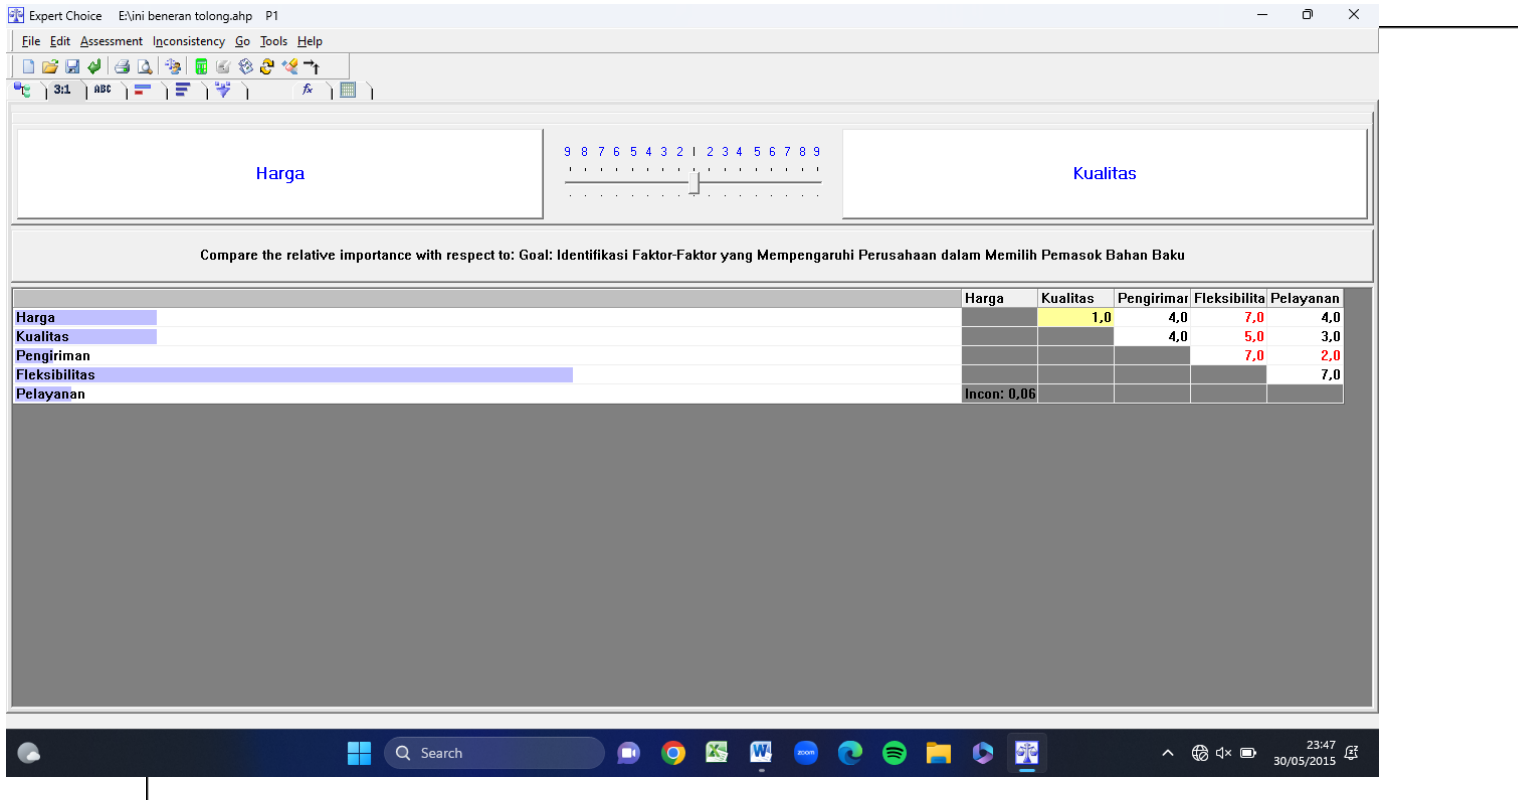 Expert Choice E:\ini beneran tolong.ahp P1
File Edit Assessment Inconsistency Go Tools Help
3:1 ABC fx
9 8 7 6 5 4 3 2 1 2 3 4 5 6 7 8 9
Harga Kualitas
Compare the relative importance with respect to: Goal: Identifikasi Faktor-Faktor yang Mempengaruhi Perusahaan dalam Memilih Pemasok Bahan Baku
Harga Kualitas Pengiriman Fleksibilita Pelayanan
Harga 1,0 4,0 7,0 4,0
Kualitas 4,0 5,0 3,0
Pengiriman 7,0 2,0
Fleksibilitas 7,0
Pelayanan Incon: 0,06
Search zoom 23:47
30/05/2015